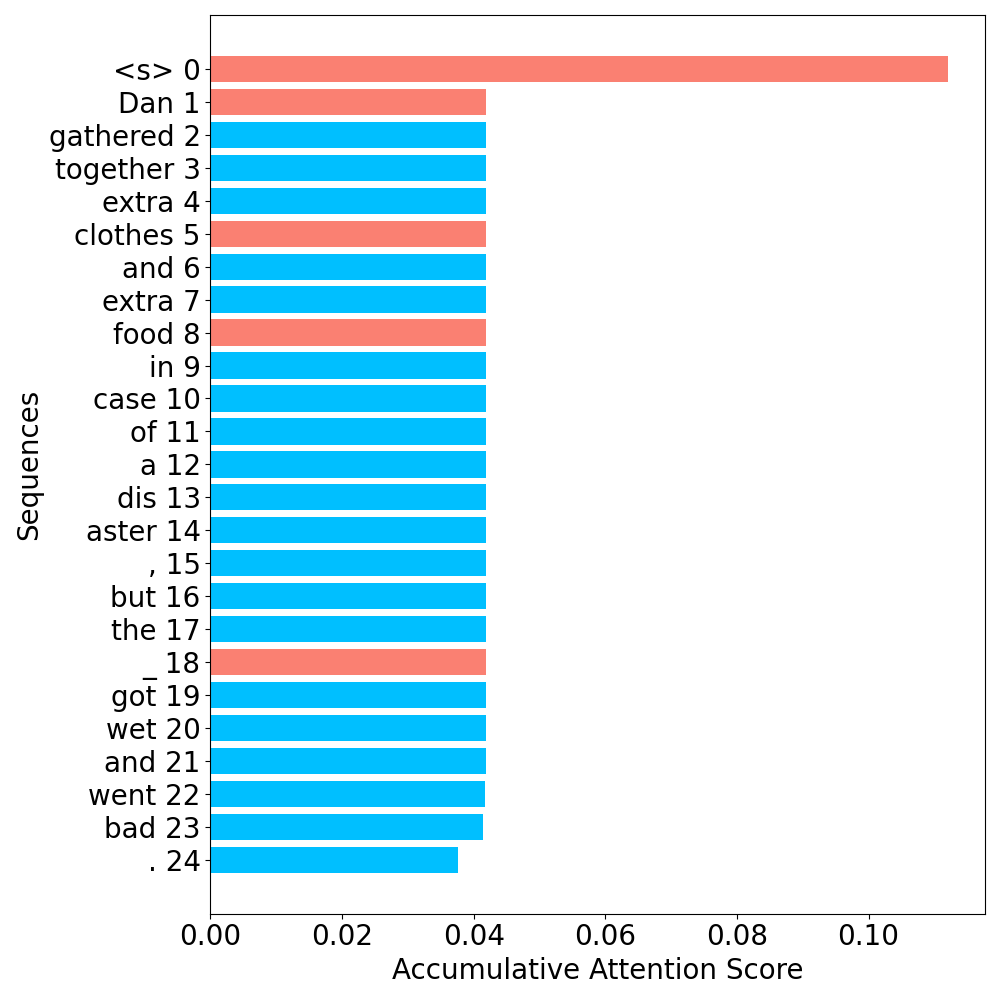 <s> 0
Dan 1
gathered 2
together 3
extra 4
clothes 5
and 6
extra 7
food 8
in 9
case 10
of 11
a 12
dis 13
aster 14
, 15
but 16
the 17
_ 18
got 19
wet 20
and 21
went 22
bad 23
. 24
Sequences
0.00 0.02 0.04 0.06 0.08 0.10
Accumulative Attention Score